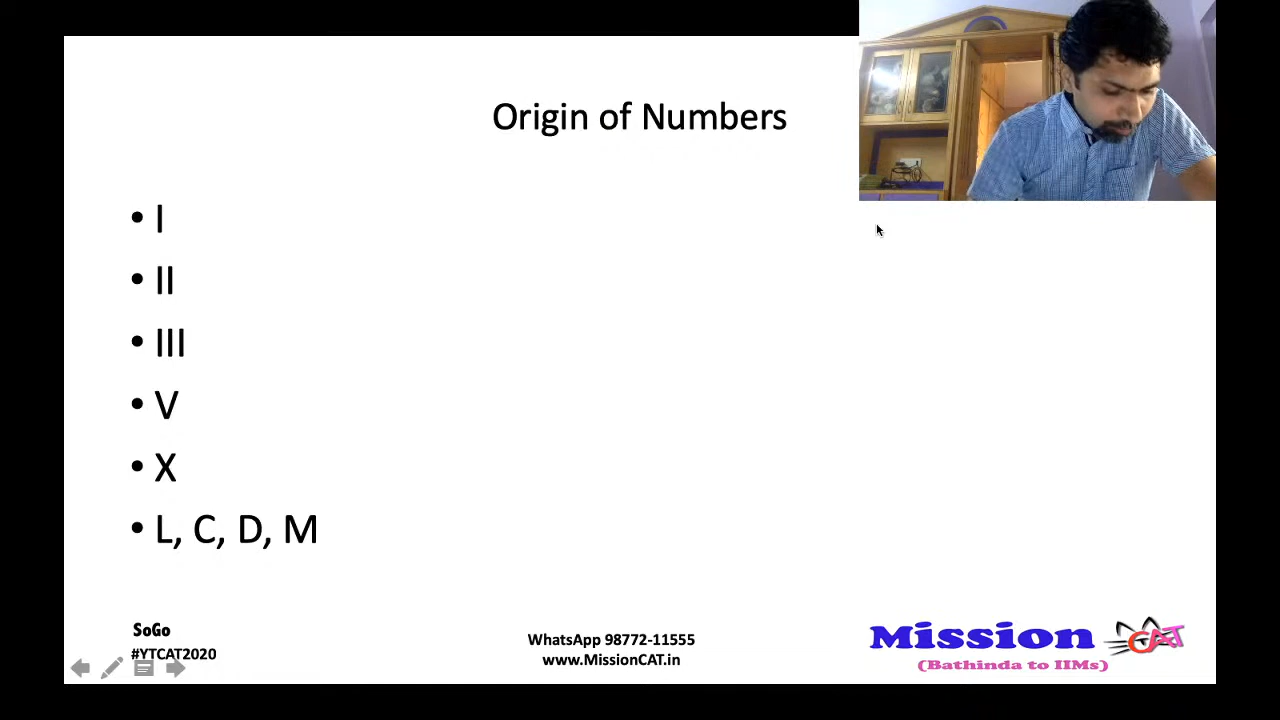 Origin of Numbers
• I
• II
• III
• V
• X
• L, C, D, M
SoGo
#YTCAT2020
WhatsApp 98772-11555
www.MissionCAT.in
Mission CAT
(Bathinda to IIMs)